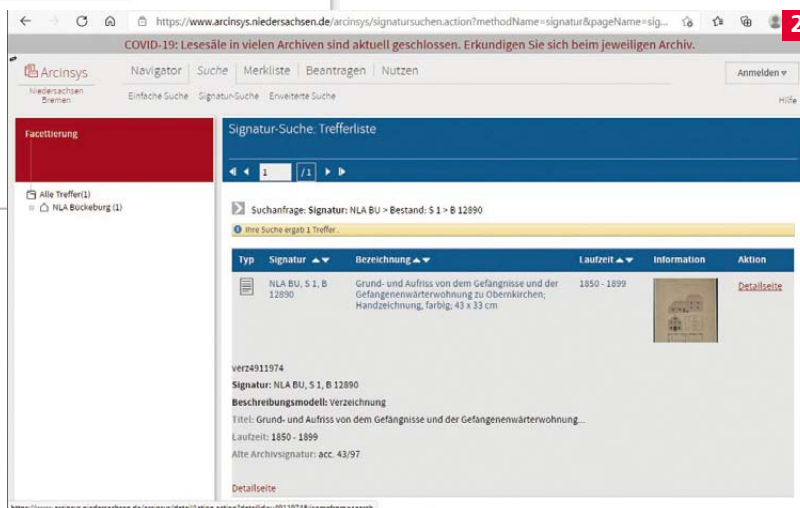 https://www.arcinsys.niedersachsen.de/arcinsys/signatursuchen.action?methodName=signatur&pageName=sig...
2
COVID-19: Lesesäle in vielen Archiven sind aktuell geschlossen. Erkundigen Sie sich beim jeweiligen Archiv.
Arcinsys
Niedersachsen
Bremen
Navigator Suche Merkliste Beantragen Nutzen
Anmelden
Einfache Suche Signatur-Suche Erweiterte Suche
Hilfe
Facettierung
Alle Treffer(1)
NLA Bückeburg (1)
Signatur-Suche: Trefferliste
1 /1
Suchanfrage: Signatur: NLA BU > Bestand: S 1 > B 12890
Ihre Suche ergab 1 Treffer.
Typ Signatur Bezeichnung Laufzeit Information Aktion
NLA BU, S 1, B 12890
Grund- und Aufriss von dem Gefängnisse und der
Gefangenenwärterwohnung zu Obernkirchen;
Handzeichnung, farbig; 43 x 33 cm
1850 - 1899
Detailseite
verz4911974
Signatur: NLA BU, S 1, B 12890
Beschreibungsmodell: Verzeichnung
Titel: Grund- und Aufriss von dem Gefängnisse und der Gefangenenwärterwohnung...
Laufzeit: 1850 - 1899
Alte Archivsignatur: acc. 43/97
Detailseite